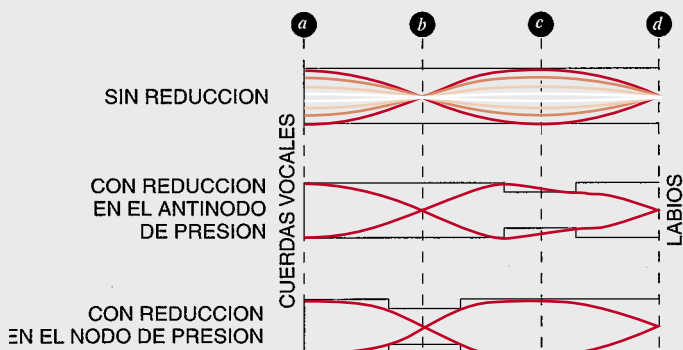 a b c d
SIN REDUCCION
CUERDAS VOCALES
LABIOS
CON REDUCCION
EN EL ANTINODO
DE PRESION
CON REDUCCION
EN EL NODO DE PRESION